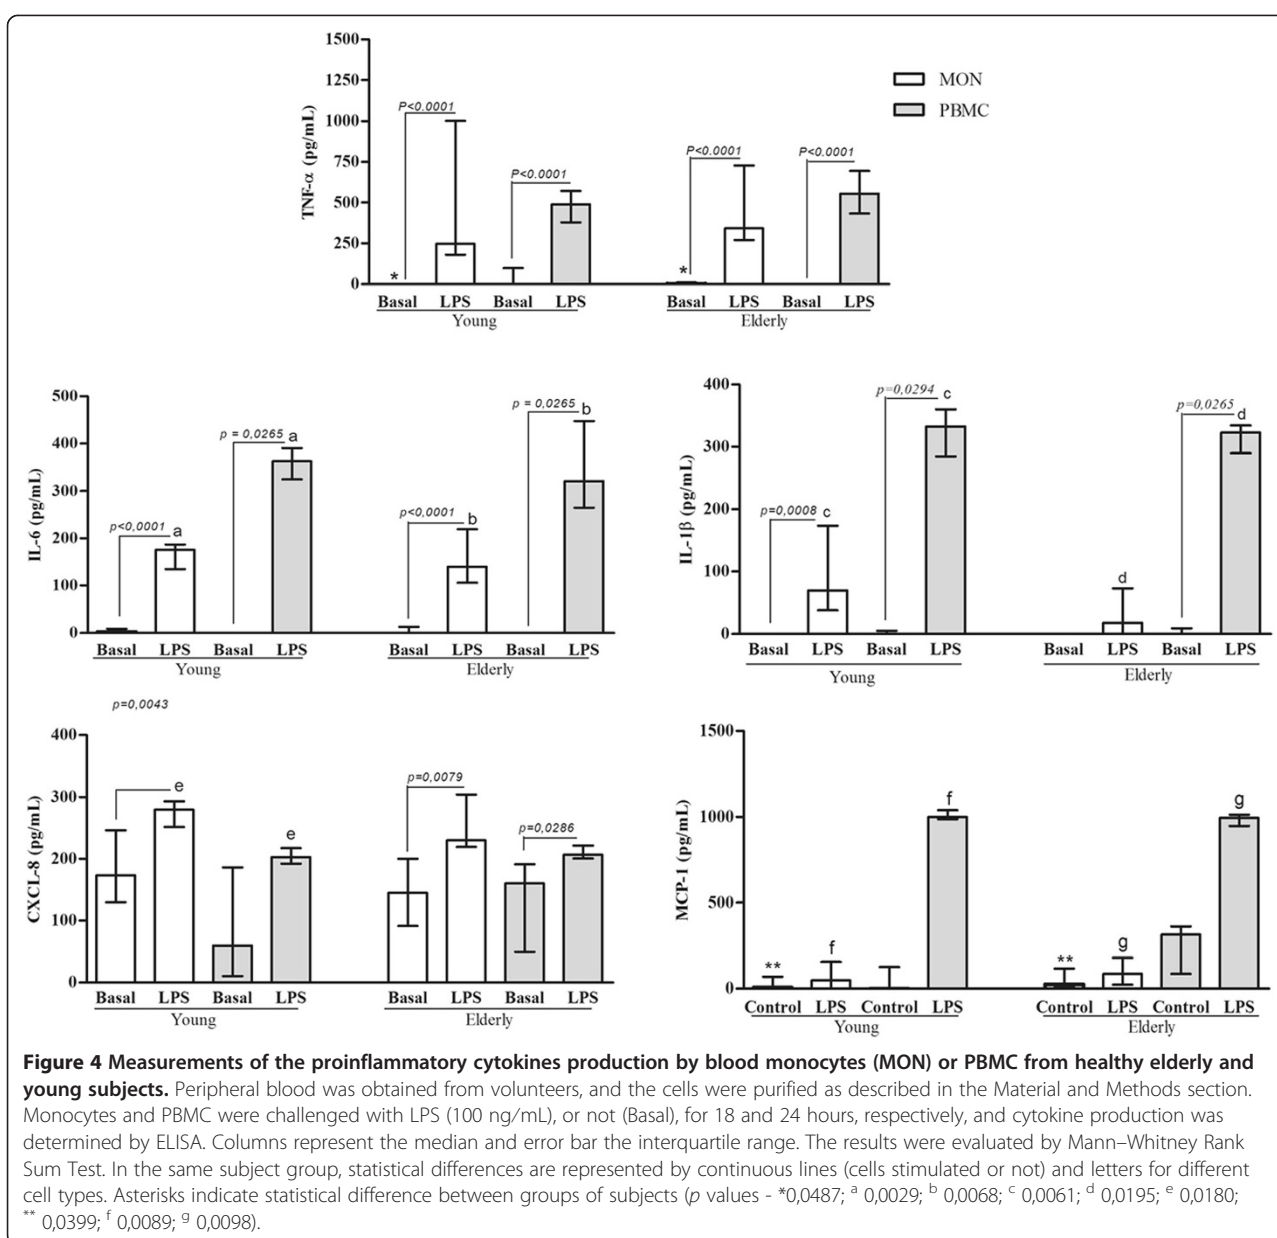 1500
1250
1000
750
500
250
0
TNF-α (pg/mL)
P<0.0001
P<0.0001
P<0.0001
P<0.0001
*
*
MON
PBMC
Basal LPS Basal LPS Basal LPS Basal LPS
Young Elderly
500
400
300
200
100
0
IL-6 (pg/mL)
p<0,0001
a
p = 0,0265
a
p<0,0001
b
p = 0,0265
b
Basal LPS Basal LPS Basal LPS Basal LPS
Young Elderly
400
300
200
100
0
IL-1β (pg/mL)
p=0,0008
c
p=0,0294
c
d
p=0,0265
d
Basal LPS Basal LPS Basal LPS Basal LPS
Young Elderly
p=0,0043
400
300
200
100
0
CXCL-8 (pg/mL)
e
e
p=0,0079
p=0,0286
Basal LPS Basal LPS Basal LPS Basal LPS
Young Elderly
1500
1000
500
0
MCP-1 (pg/mL)
**
f
f
**
g
g
Control LPS Control LPS Control LPS Control LPS
Young Elderly
Figure 4 Measurements of the proinflammatory cytokines production by blood monocytes (MON) or PBMC from healthy elderly and
young subjects. Peripheral blood was obtained from volunteers, and the cells were purified as described in the Material and Methods section.
Monocytes and PBMC were challenged with LPS (100 ng/mL), or not (Basal), for 18 and 24 hours, respectively, and cytokine production was
determined by ELISA. Columns represent the median and error bar the interquartile range. The results were evaluated by Mann–Whitney Rank
Sum Test. In the same subject group, statistical differences are represented by continuous lines (cells stimulated or not) and letters for different
cell types. Asterisks indicate statistical difference between groups of subjects (p values - *0,0487; a 0,0029; b 0,0068; c 0,0061; d 0,0195; e 0,0180;
** 0,0399; f 0,0089; g 0,0098).